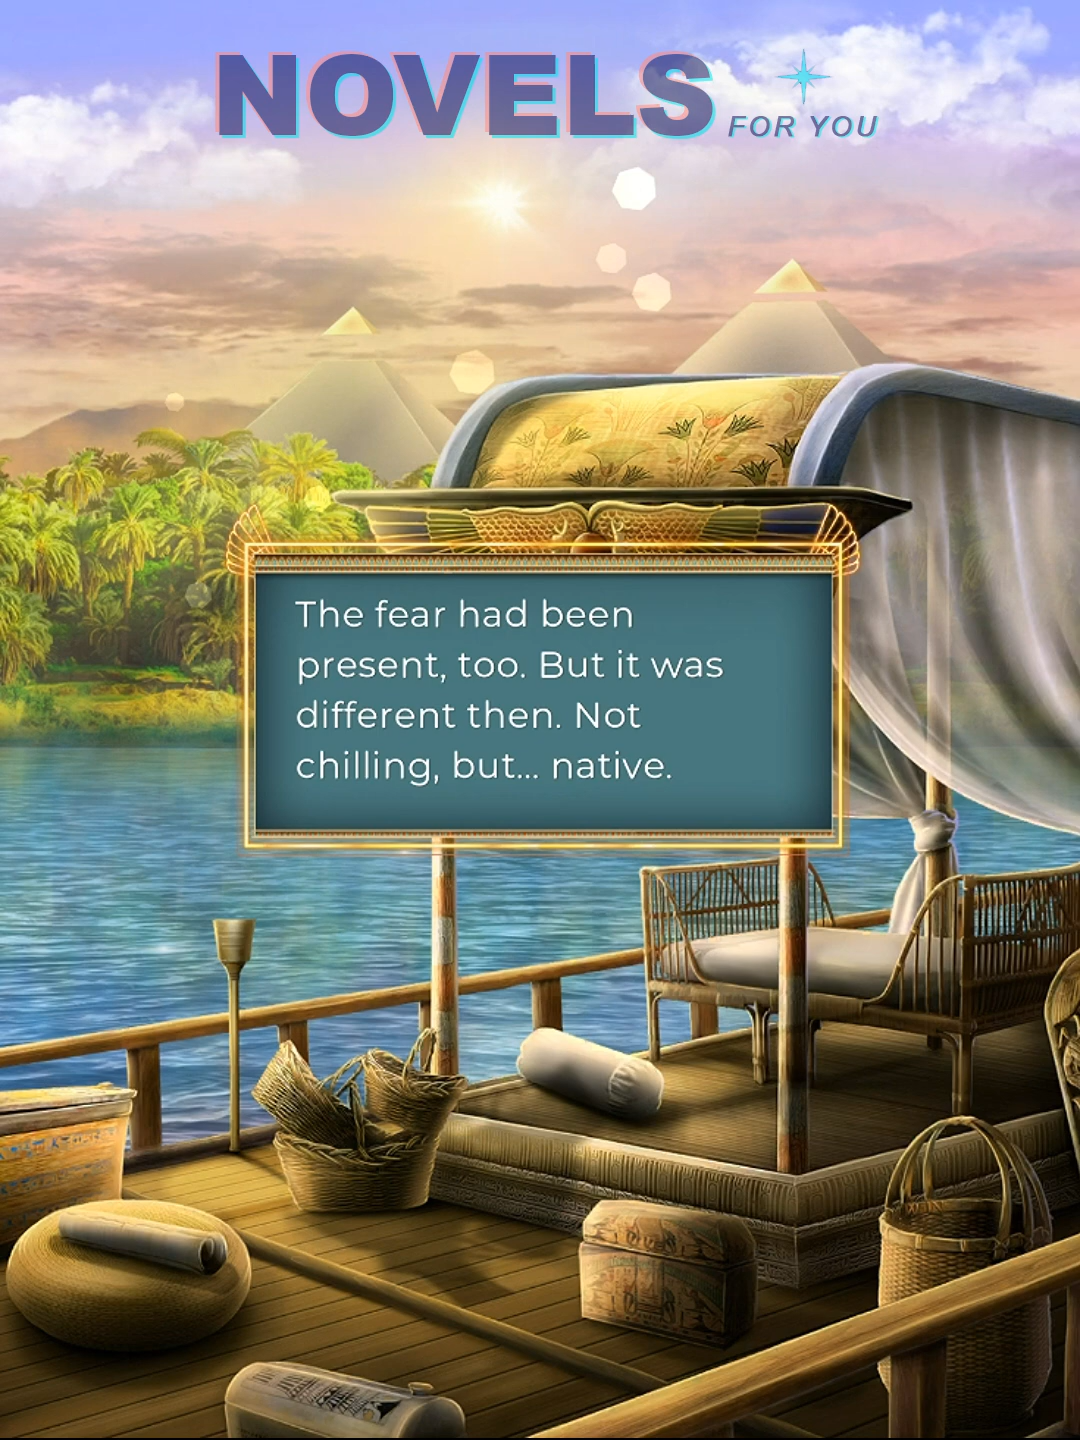 NOVELS
FOR YOU
The fear had been
present, too. But it was
different then. Not
chilling, but... native.